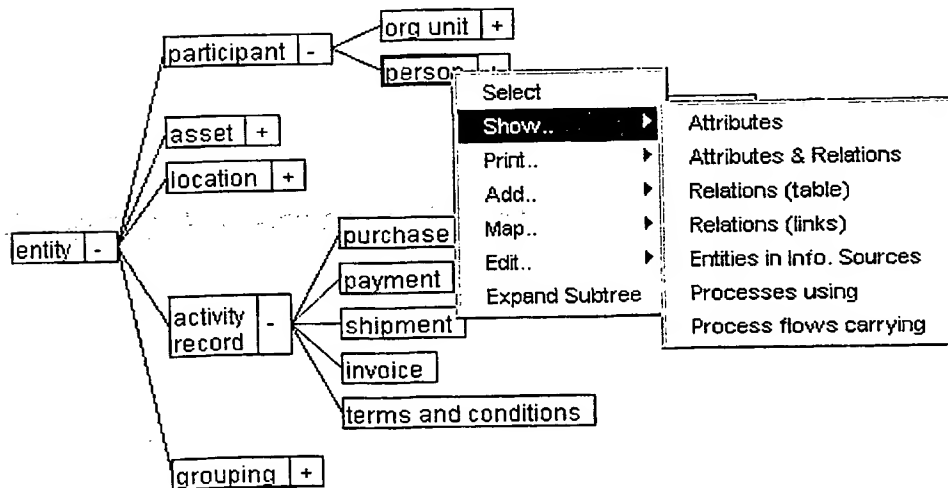 org unit +
participant -
person +
Select
Show..
Attributes
asset +
Print..
Attributes & Relations
location +
Add..
Relations (table)
Map..
Relations (links)
entity -
purchase
Edit..
Entities in Info. Sources
payment
Expand Subtree
Processes using
activity
record -
shipment
Process flows carrying
invoice
terms and conditions
grouping +